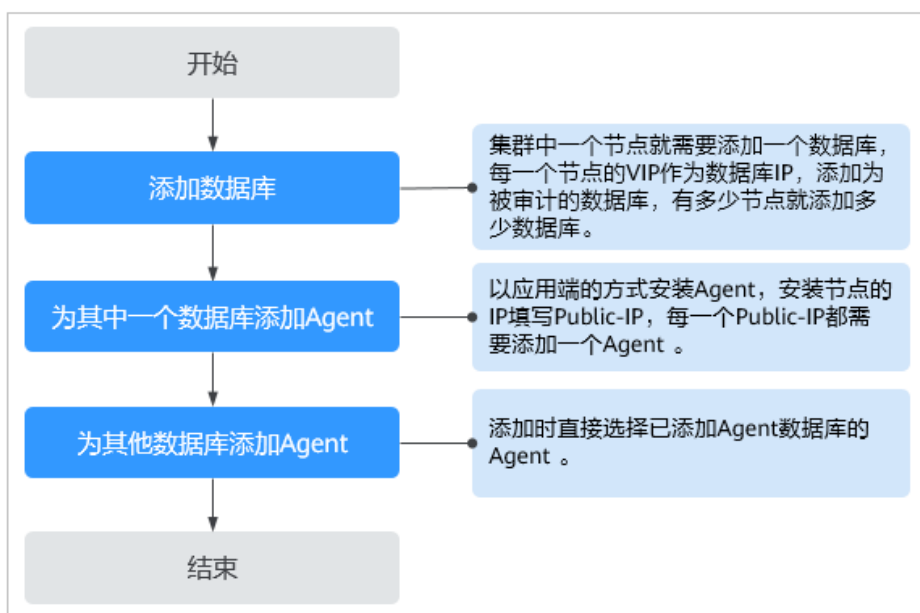 开始
添加数据库
集群中一个节点就需要添加一个数据库，
每一个节点的VIP作为数据库IP，添加为
被审计的数据库，有多少节点就添加多
少数据库。
为其中一个数据库添加Agent
以应用端的方式安装Agent，安装节点的
IP填写Public-IP，每一个Public-IP都需
要添加一个Agent 。
为其他数据库添加Agent
添加时直接选择已添加Agent数据库的
Agent 。
结束